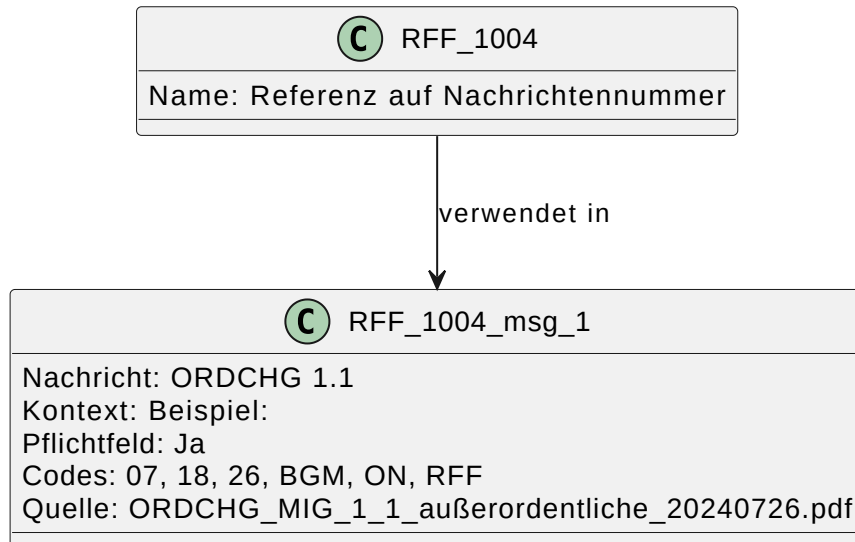 C RFF_1004
Name: Referenz auf Nachrichtennummer
verwendet in
C RFF_1004_msg_1
Nachricht: ORDCHG 1.1
Kontext: Beispiel:
Pflichtfeld: Ja
Codes: 07, 18, 26, BGM, ON, RFF
Quelle: ORDCHG_MIG_1_1_außerordentliche_20240726.pdf